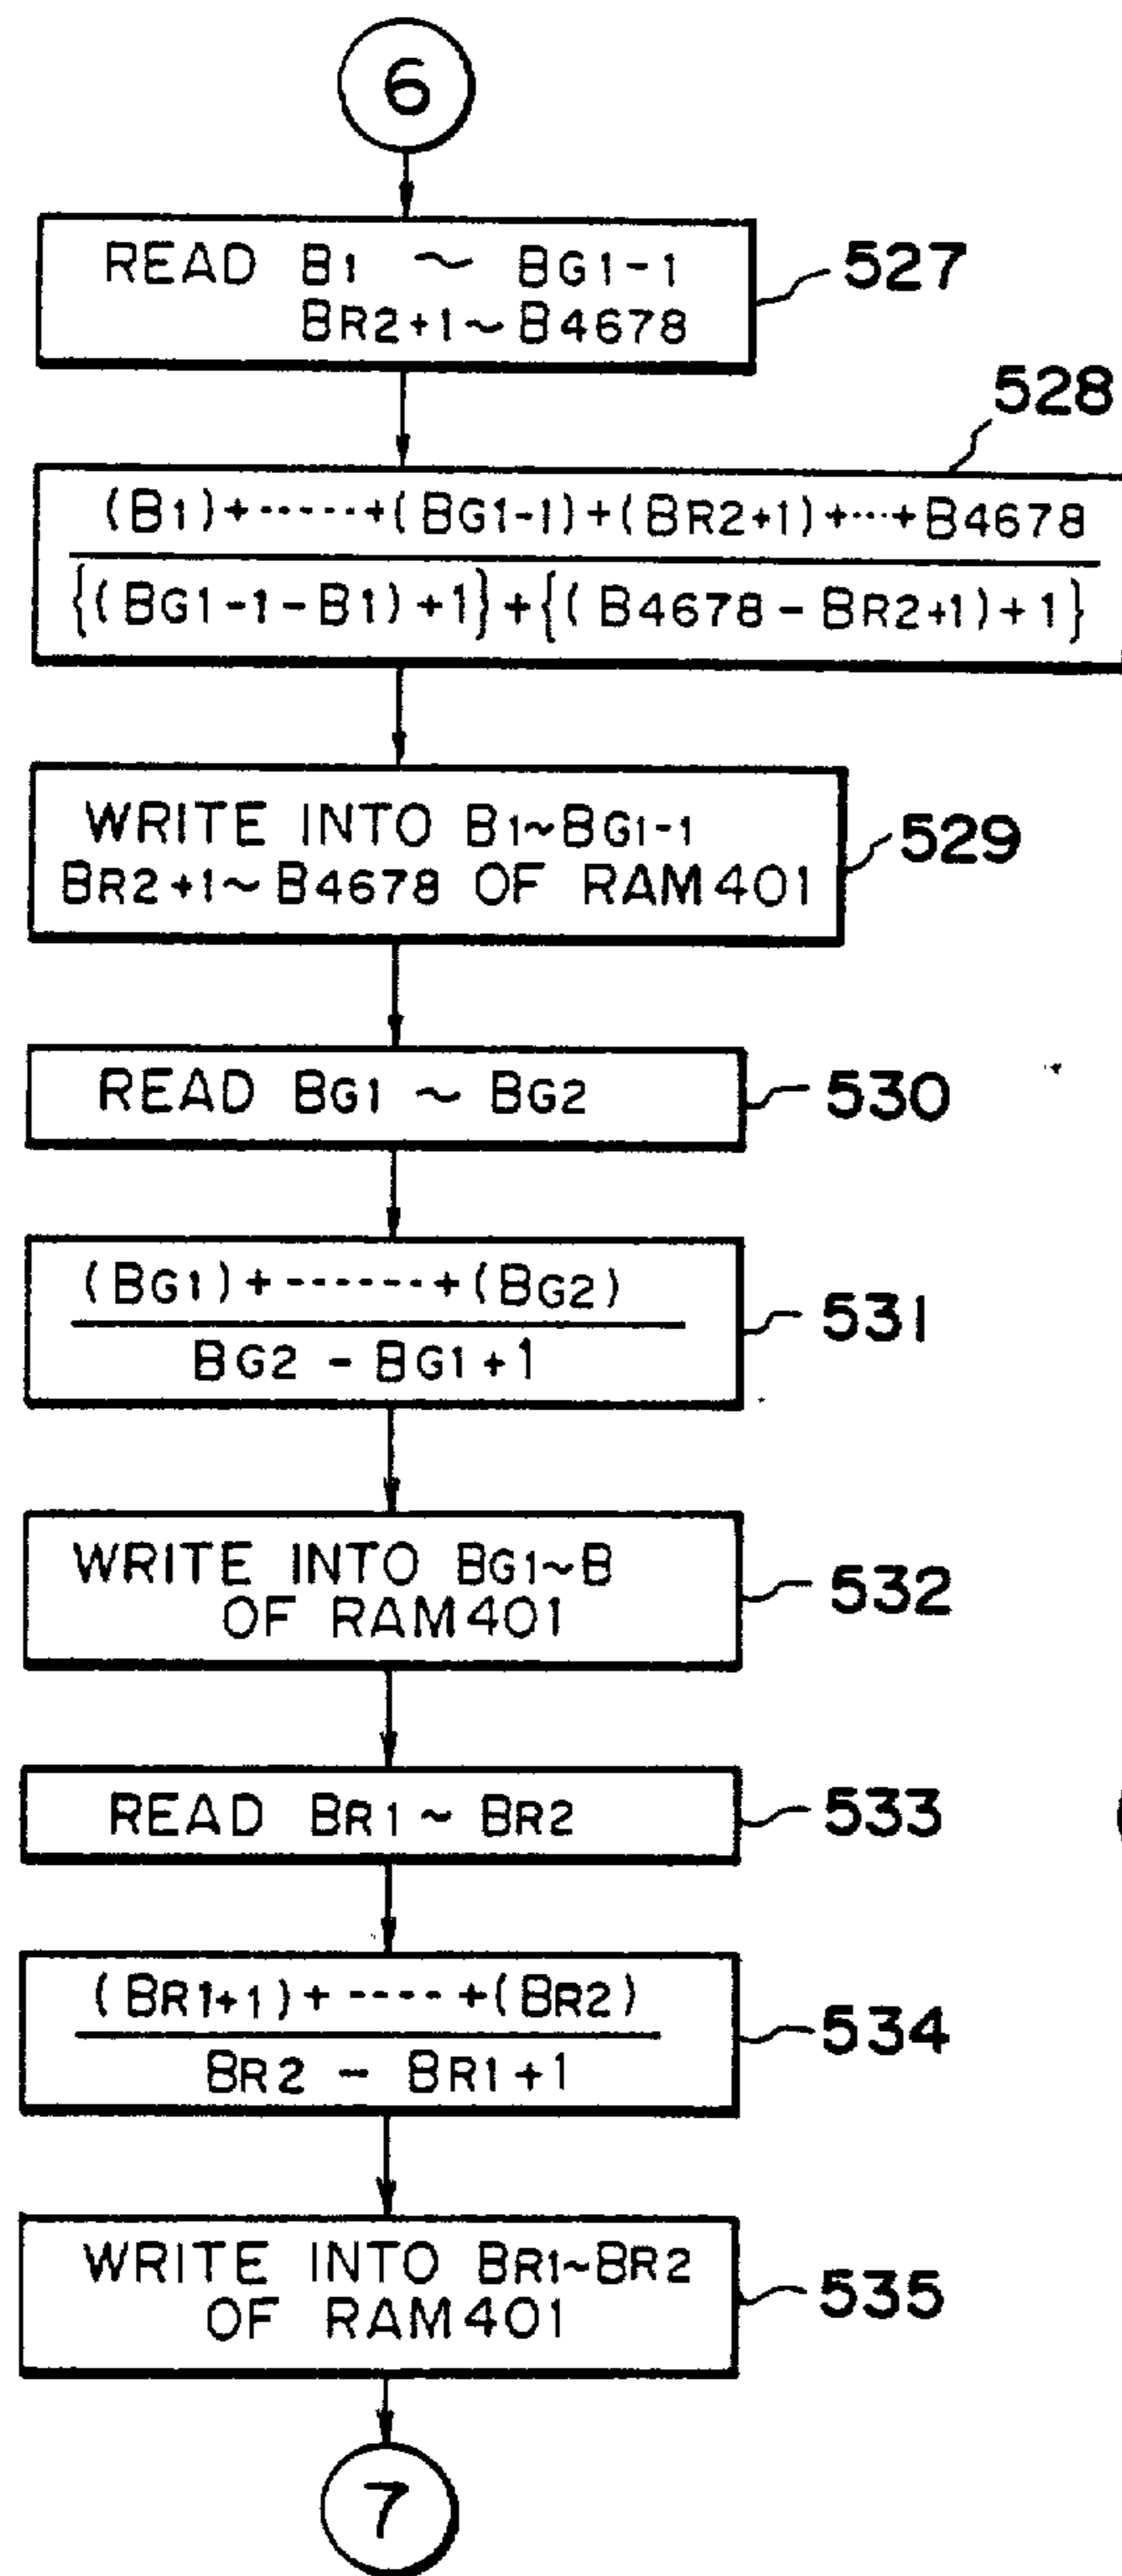 6
READ B1 ~ BG1-1
BR2+1~B4678
527
528
(B1)+-----+(BG1-1)+(BR2+1)+---+B4678
{(BG1-1-B1)+1}+{(B4678-BR2+1)+1}
WRITE INTO B1~BG1-1
BR2+1~B4678 OF RAM401
529
READ BG1 ~ BG2
530
(BG1)+-------+(BG2)
BG2 - BG1+1
531
WRITE INTO BG1~B
OF RAM401
532
READ BR1 ~ BR2
533
(BR1+1)+ ---- +(BR2)
BR2 - BR1+1
534
WRITE INTO BR1~BR2
OF RAM401
535
7